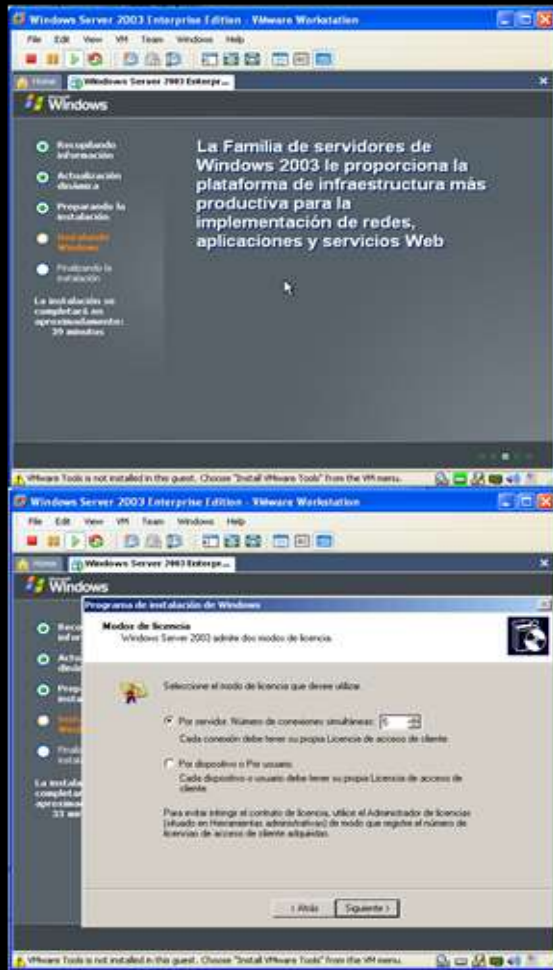 Windows Server 2003 Enterprise Edition - VMware Workstation
File Edit View VM Team Windows Help
Home Windows Server 2003 Enterpr...
Windows
Recopilando
información
Actualización
dinámica
Preparando la
instalación
Instalando
Windows
Finalizando la
instalación
La instalación se
completará en
aproximadamente:
39 minutos
La Familia de servidores de
Windows 2003 le proporciona la
plataforma de infraestructura más
productiva para la
implementación de redes,
aplicaciones y servicios Web
VMware Tools is not installed in this guest. Choose "Install VMware Tools" from the VM menu.
Windows Server 2003 Enterprise Edition - VMware Workstation
File Edit View VM Team Windows Help
Home Windows Server 2003 Enterpr...
Windows
Programa de instalación de Windows
Modos de licencia
Windows Server 2003 admite dos modos de licencia.
Seleccione el modo de licencia que desee utilizar.
Por servidor. Número de conexiones simultáneas:
Cada conexión debe tener su propia Licencia de acceso de cliente.
Por dispositivo o Por usuario.
Cada dispositivo o usuario debe tener su propia Licencia de acceso de
cliente.
Para evitar infringir el contrato de licencia, utilice el Administrador de licencias
(situado en Herramientas administrativas) de modo que registre el número de
licencias de acceso de cliente adquiridas.
< Atrás Siguiente >
La instala
completar
aproximad
33 min
VMware Tools is not installed in this guest. Choose "Install VMware Tools" from the VM menu.